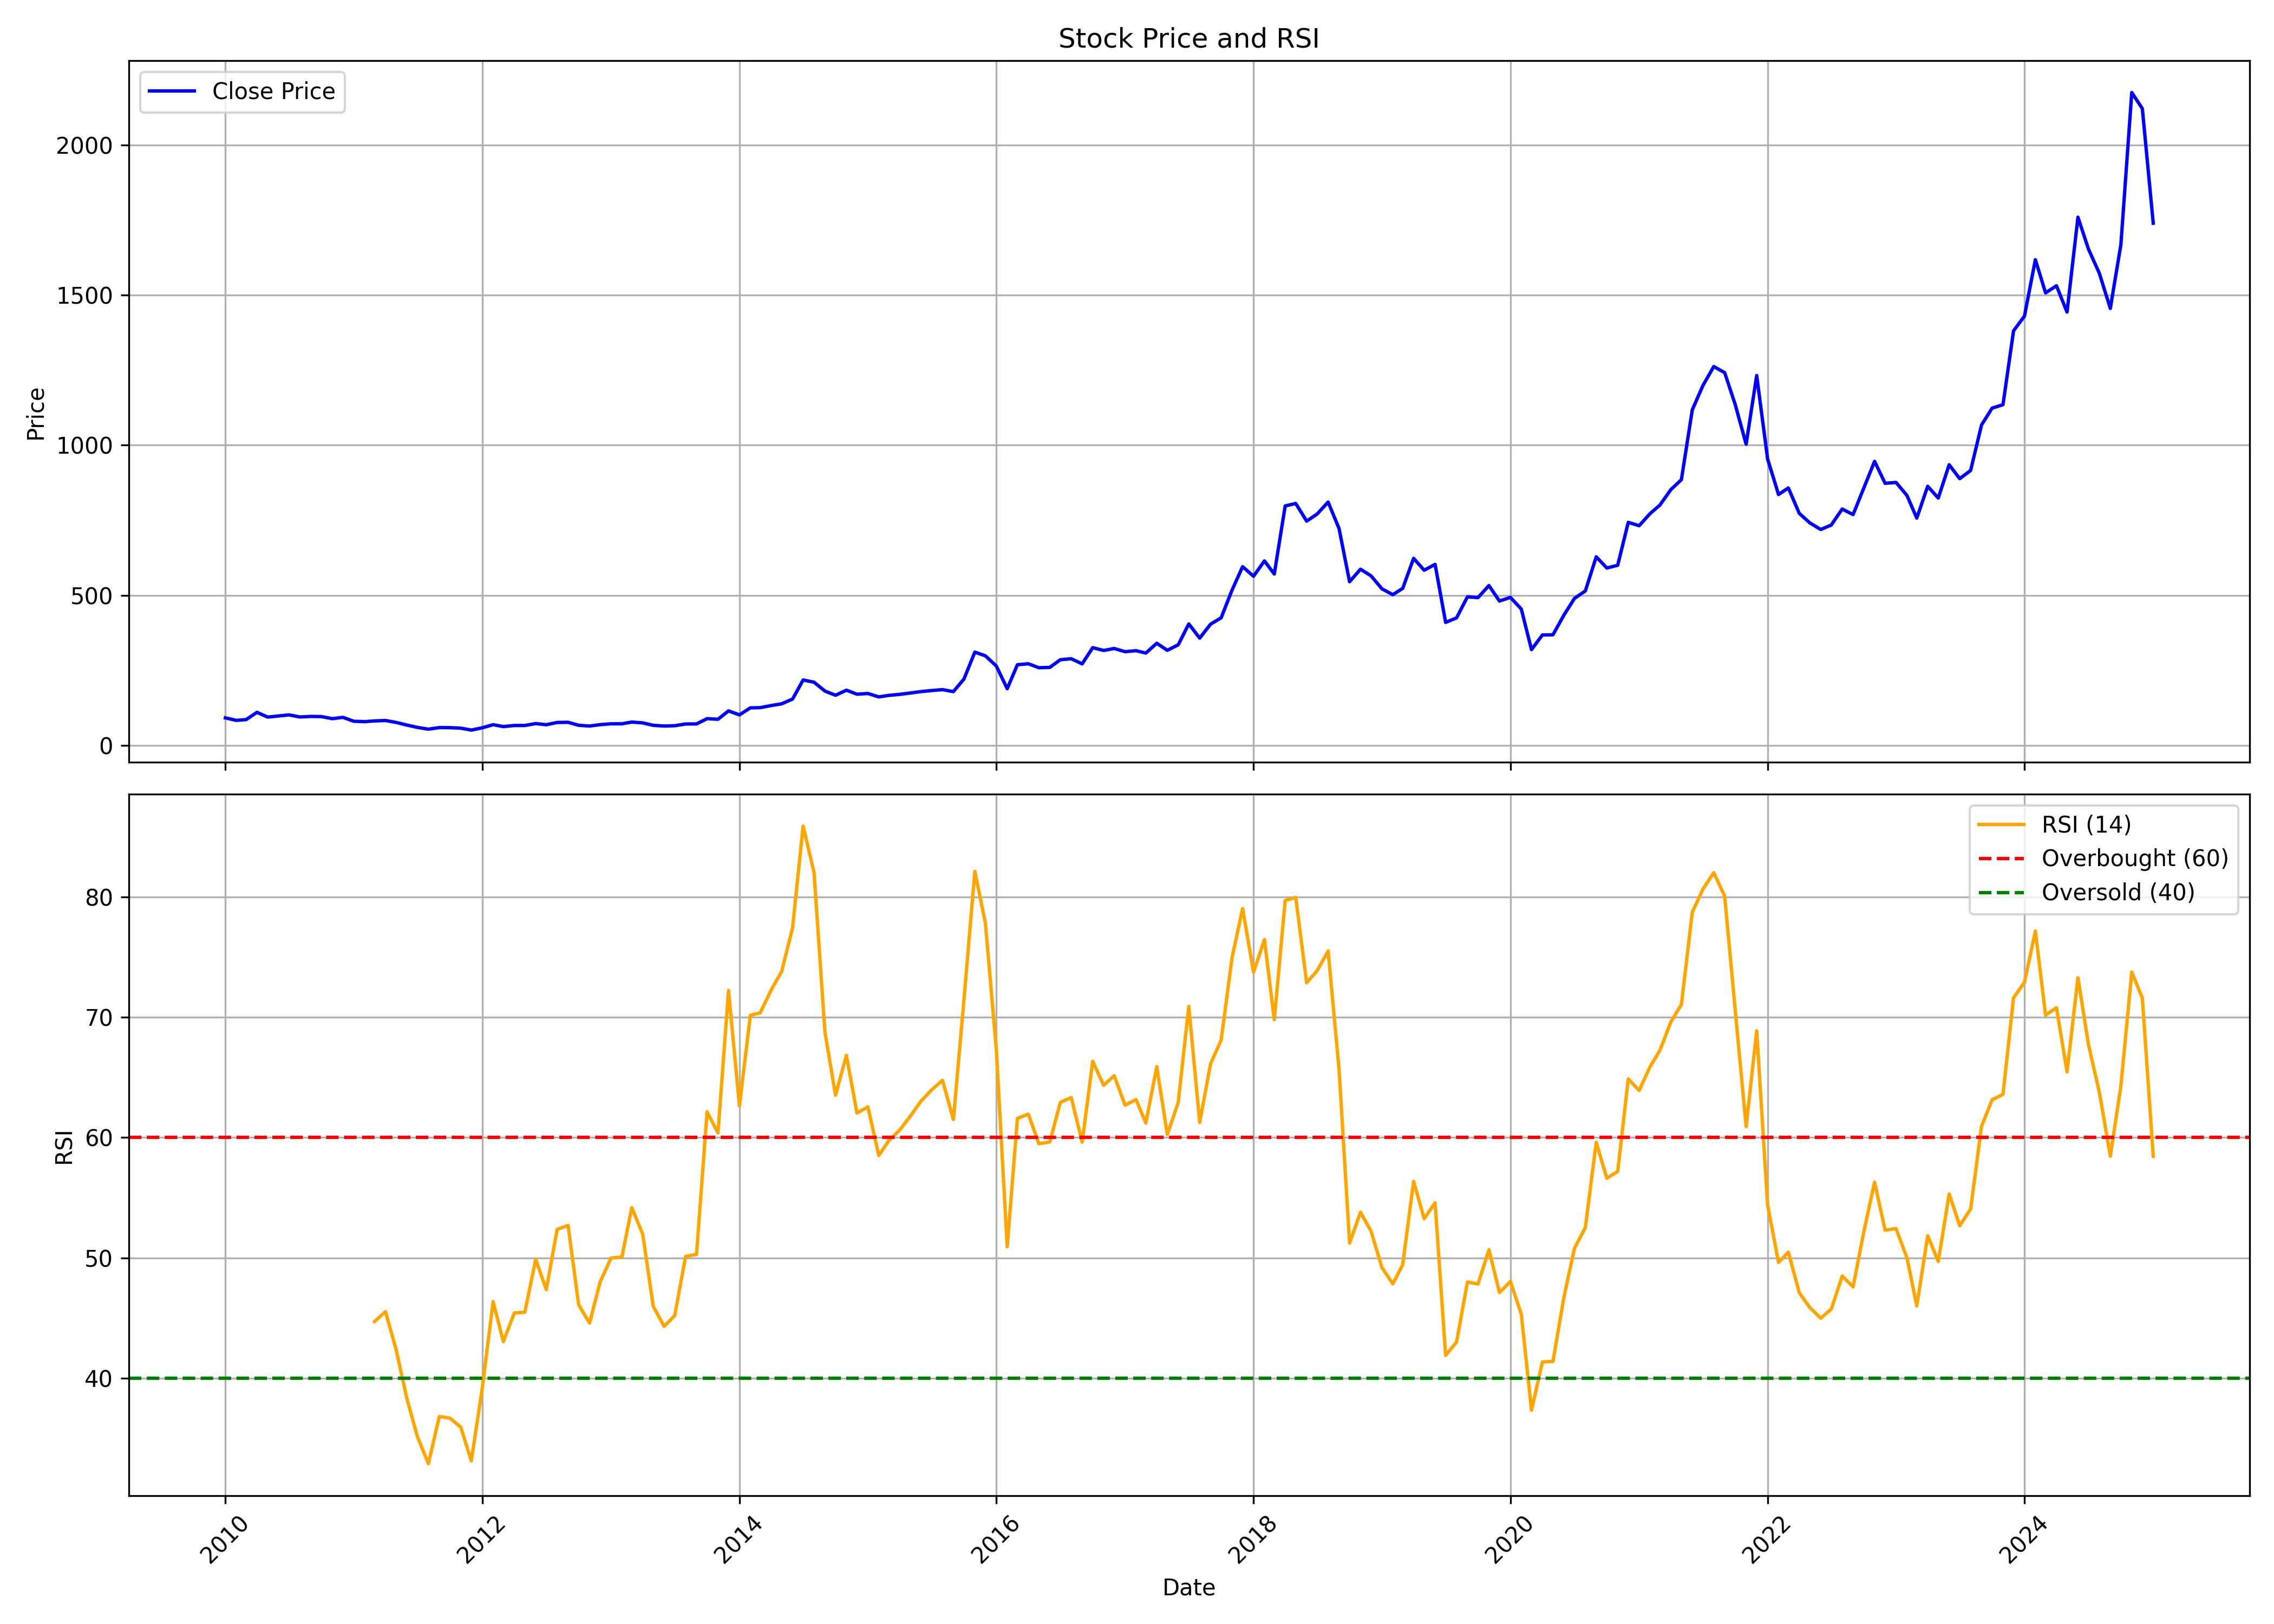 Stock Price and RSI
Close Price
Price
2000
1500
1000
500
0
RSI (14)
Overbought (60)
Oversold (40)
RSI
80
70
60
50
40
2010
2012
2014
2016
2018
2020
2022
2024
Date